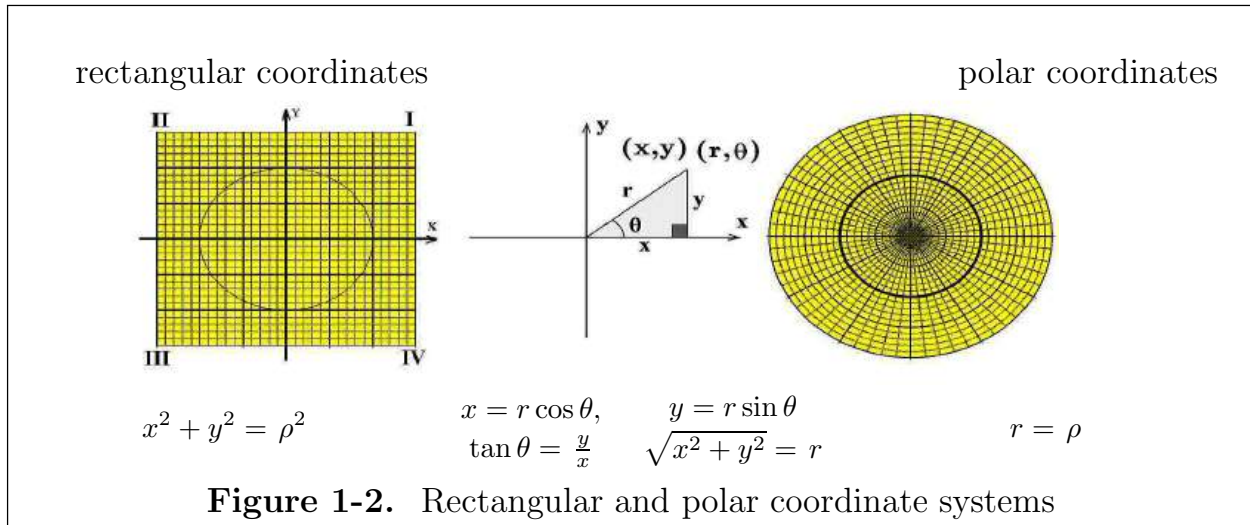 rectangular coordinates
polar coordinates
II
I
Y
X
III
IV
y
(x,y) (r,θ)
r
y
θ
x
x
x² + y² = ρ²
x = r cos θ, y = r sin θ
tan θ = y/x √(x² + y²) = r
r = ρ
Figure 1-2. Rectangular and polar coordinate systems